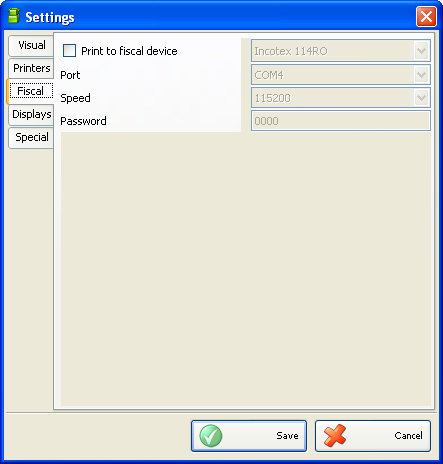 Settings
Visual
Printers
Fiscal
Displays
Special
Print to fiscal device Incotex 114RO
Port COM4
Speed 115200
Password 0000
Save Cancel